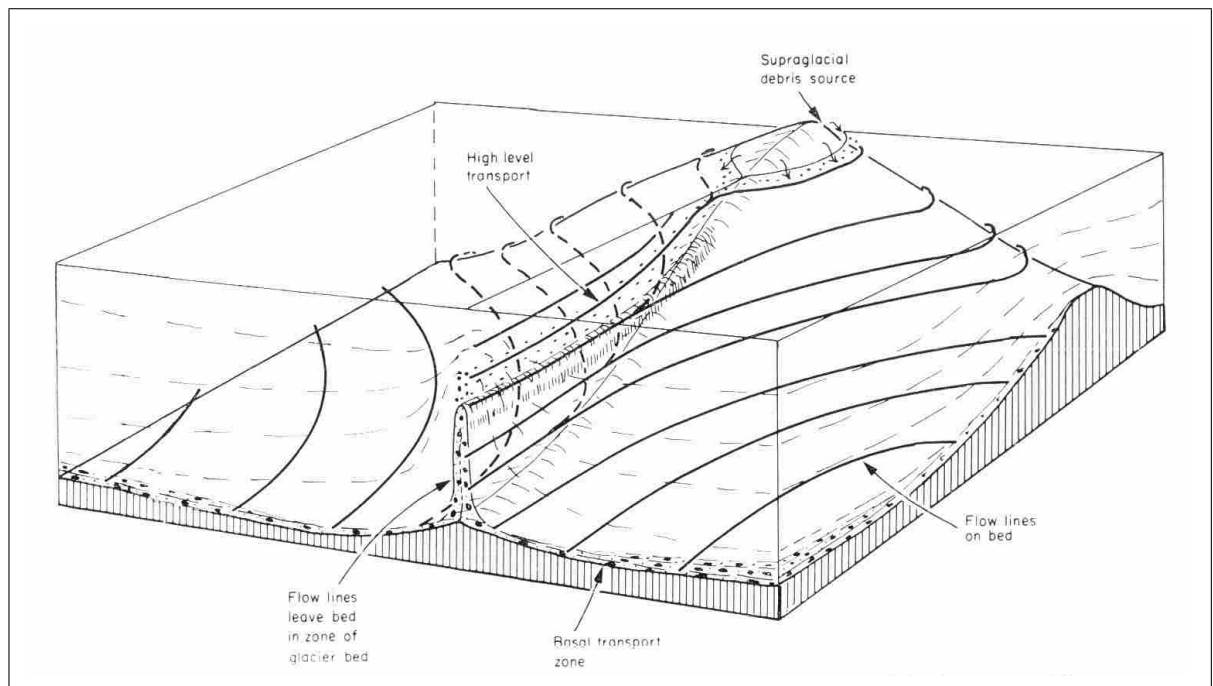 Supraglacial
debris source
High level
transport
Flow lines
on bed
Flow lines
leave bed
in zone of
glacier bed
Basal transport
zone